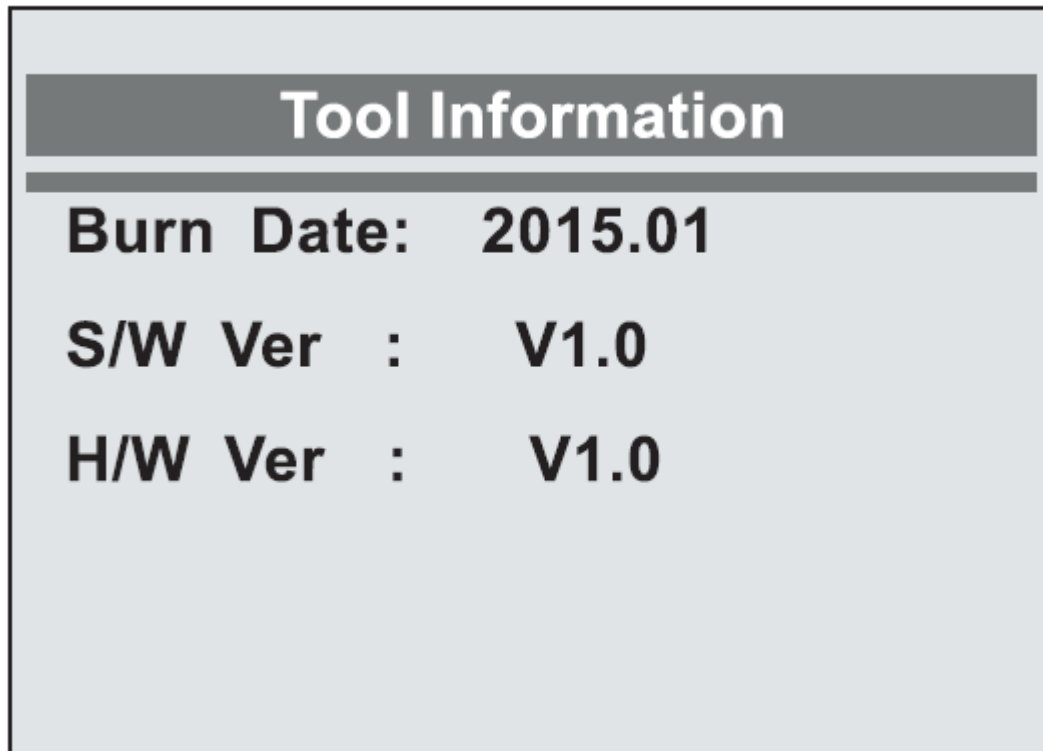 Tool Information
Burn Date: 2015.01
S/W Ver : V1.0
H/W Ver : V1.0